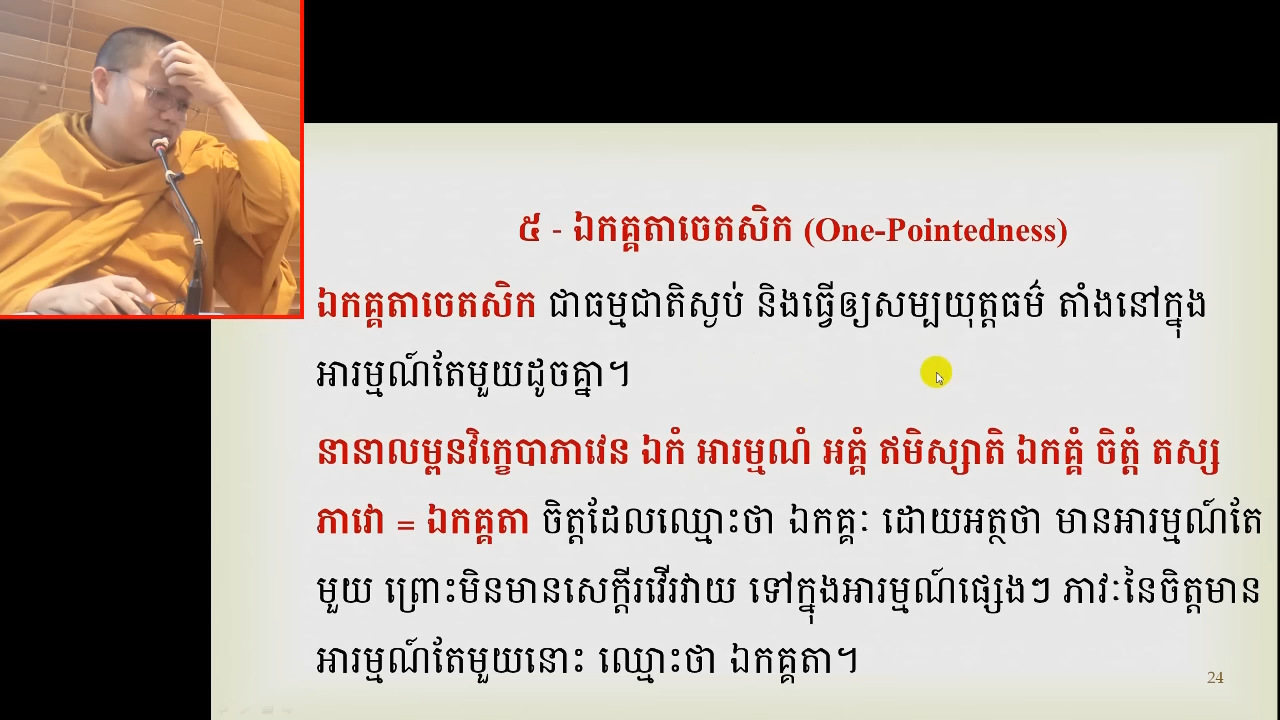 ៥ - ឯកគ្គតាចេតសិក (One-Pointedness)
ឯកគ្គតាចេតសិក ជាធម្មជាតិស្ងប់ និងធ្វើឲ្យសម្បយុត្តធម៌ តាំងនៅក្នុង
អារម្មណ៍តែមួយដូចគ្នា។
នានាលម្ពនវិក្ខេបាភាវេន ឯកំ អារម្មណំ អគ្គំ ឥមិស្សាតិ ឯកគ្គំ ចិត្តំ តស្ស
ភាវោ = ឯកគ្គតា ចិត្តដែលឈ្មោះថា ឯកគ្គៈ ដោយអត្ថថា មានអារម្មណ៍តែ
មួយ ព្រោះមិនមានសេក្តីរវើរវាយ ទៅក្នុងអារម្មណ៍ផ្សេងៗ ភាវៈនៃចិត្តមាន
អារម្មណ៍តែមួយនោះ ឈ្មោះថា ឯកគ្គតា។
24